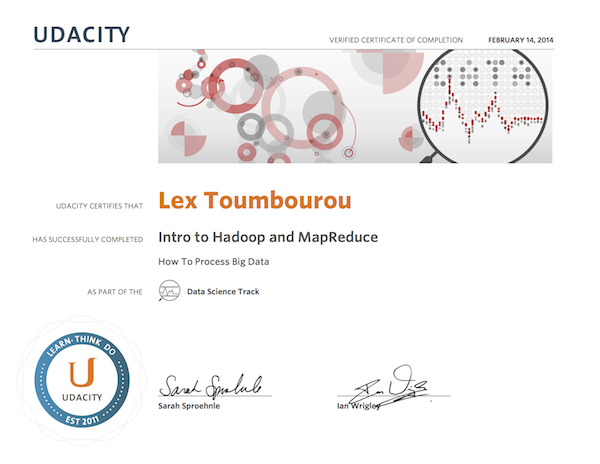 UDACITY
VERIFIED CERTIFICATE OF COMPLETION FEBRUARY 14, 2014
DATA
UDACITY CERTIFIES THAT Lex Toumbourou
HAS SUCCESSFULLY COMPLETED Intro to Hadoop and MapReduce
How To Process Big Data
AS PART OF THE Data Science Track
LEARN · THINK DO
U
UDACITY
EST 2011
Sarah Sproehnle
Sarah Sproehnle
Ian Wrigley
Ian Wrigley